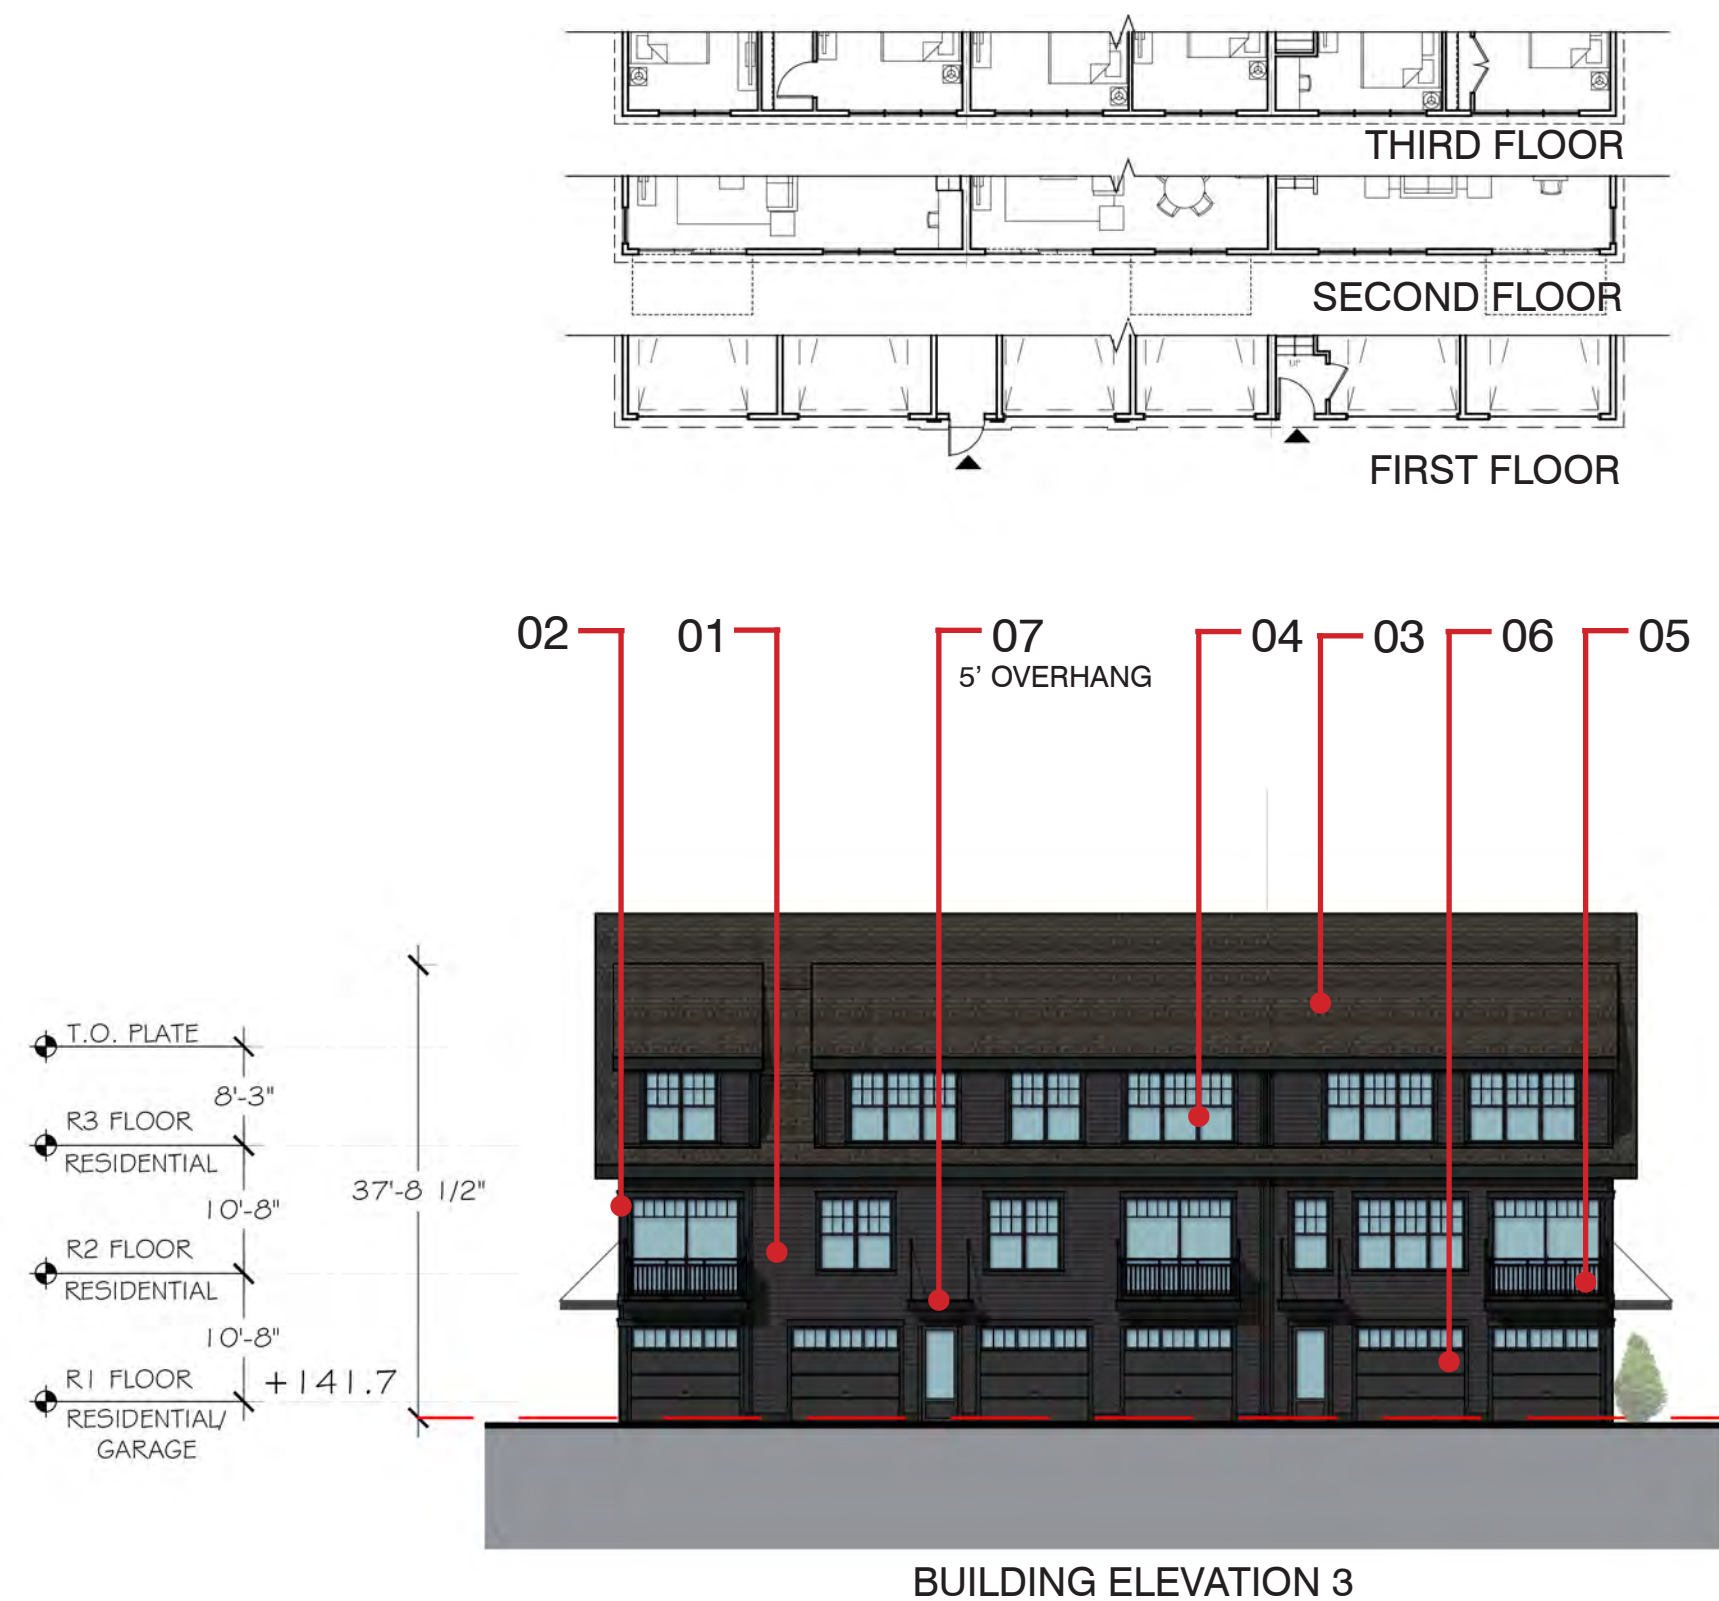 THIRD FLOOR
SECOND FLOOR
UP
FIRST FLOOR
02 01 07 04 03 06 05
5’ OVERHANG
T.O. PLATE
8'-3"
R3 FLOOR
RESIDENTIAL
37'-8 1/2"
10'-8"
R2 FLOOR
RESIDENTIAL
10'-8"
R1 FLOOR +141.7
RESIDENTIAL/
GARAGE
BUILDING ELEVATION 3